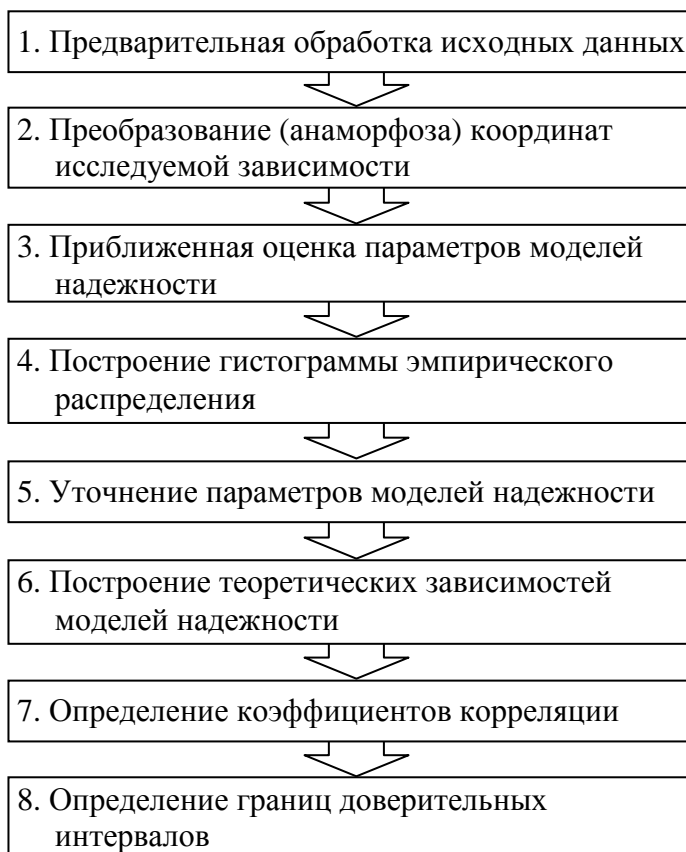 1. Предварительная обработка исходных данных
2. Преобразование (анаморфоза) координат
исследуемой зависимости
3. Приближенная оценка параметров моделей
надежности
4. Построение гистограммы эмпирического
распределения
5. Уточнение параметров моделей надежности
6. Построение теоретических зависимостей
моделей надежности
7. Определение коэффициентов корреляции
8. Определение границ доверительных
интервалов